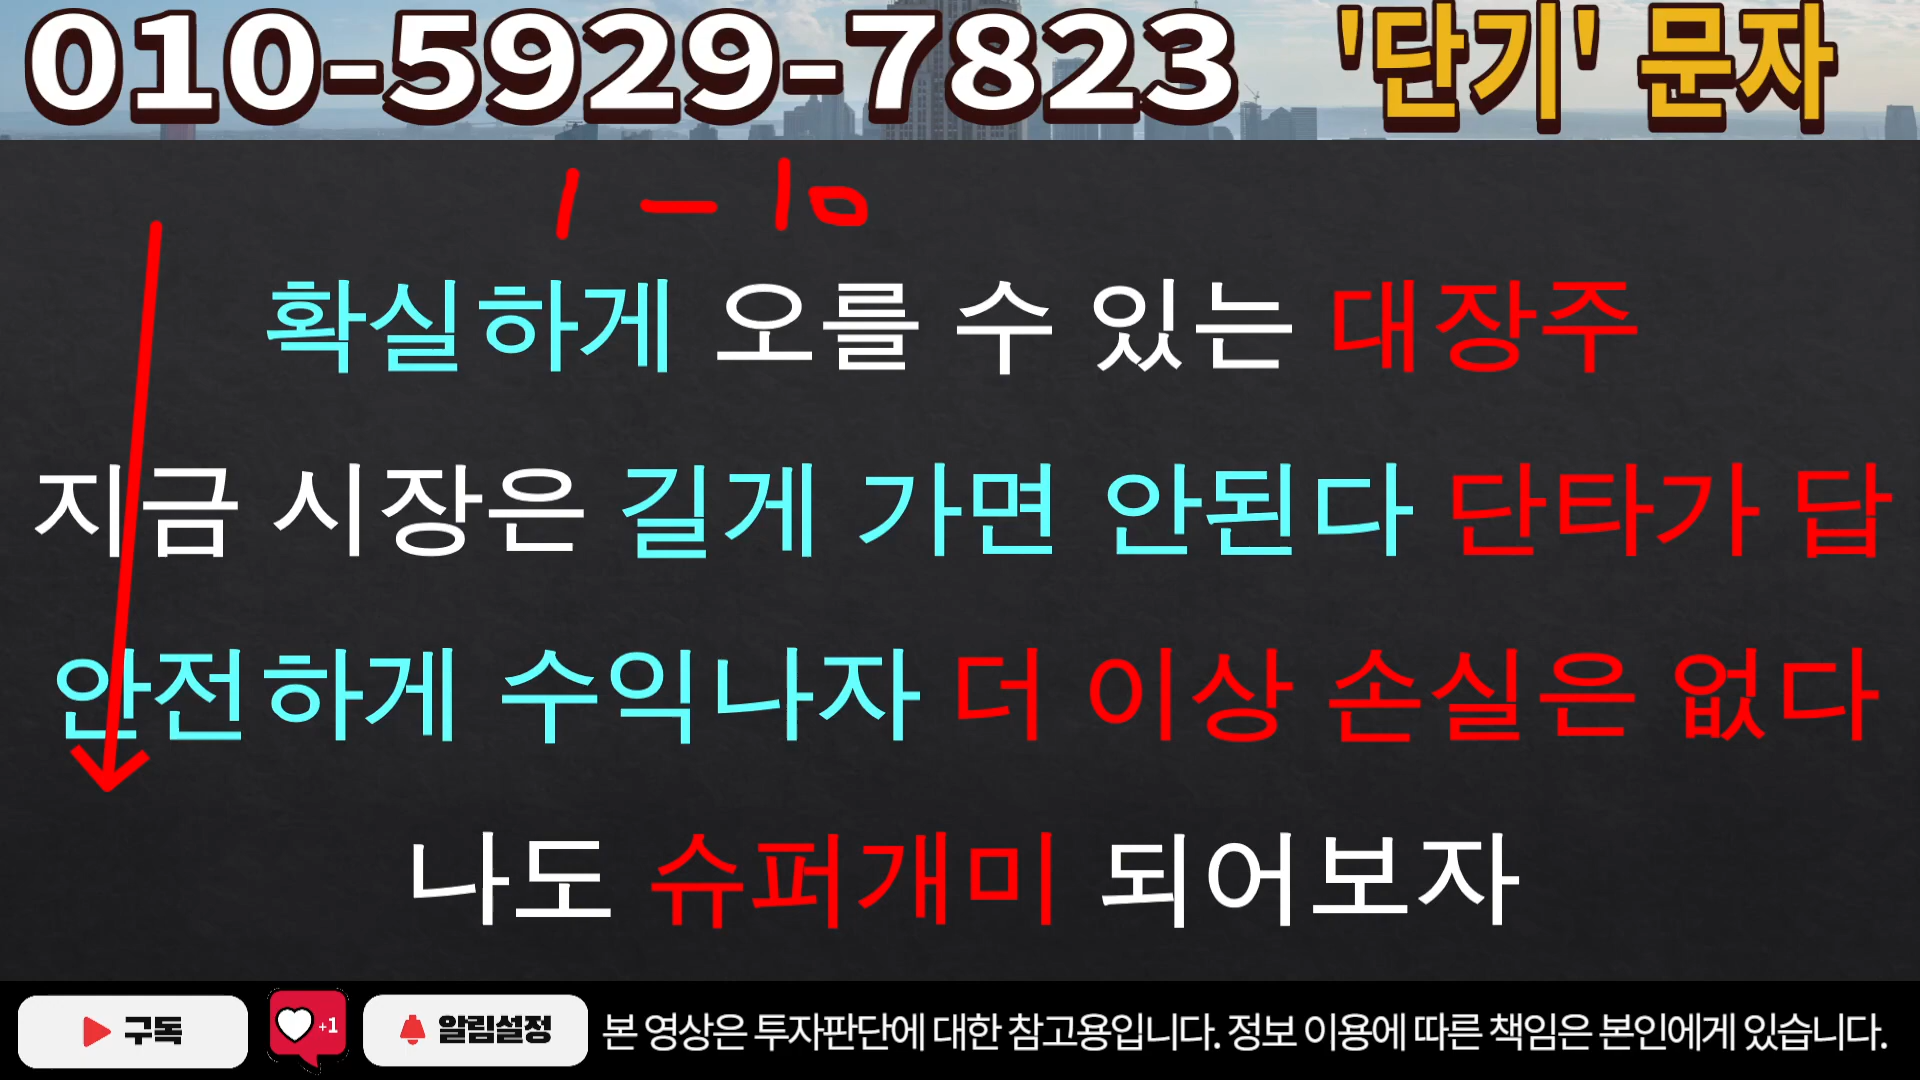 010-5929-7823 '단기' 문자
1 - 10
확실하게 오를 수 있는 대장주
지금 시장은 길게 가면 안된다 단타가 답
안전하게 수익나자 더 이상 손실은 없다
나도 슈퍼개미 되어보자
구독 +1 알림설정 본 영상은 투자판단에 대한 참고용입니다. 정보 이용에 따른 책임은 본인에게 있습니다.